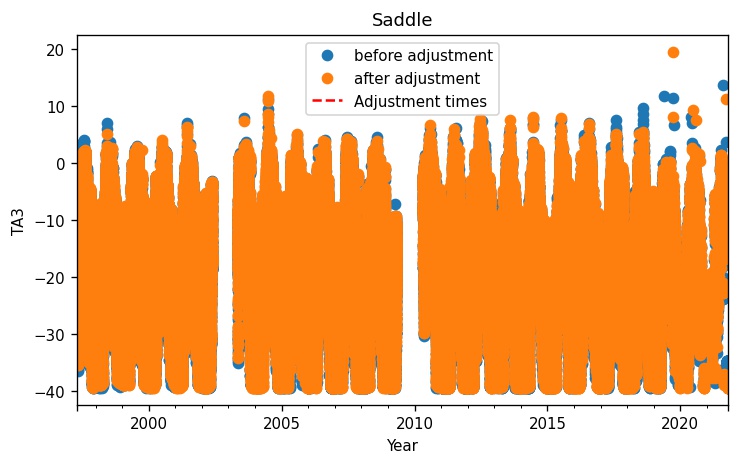 Saddle
before adjustment
after adjustment
Adjustment times
20
10
0
−10
−20
−30
−40
TA3
2000
2005
2010
2015
2020
Year